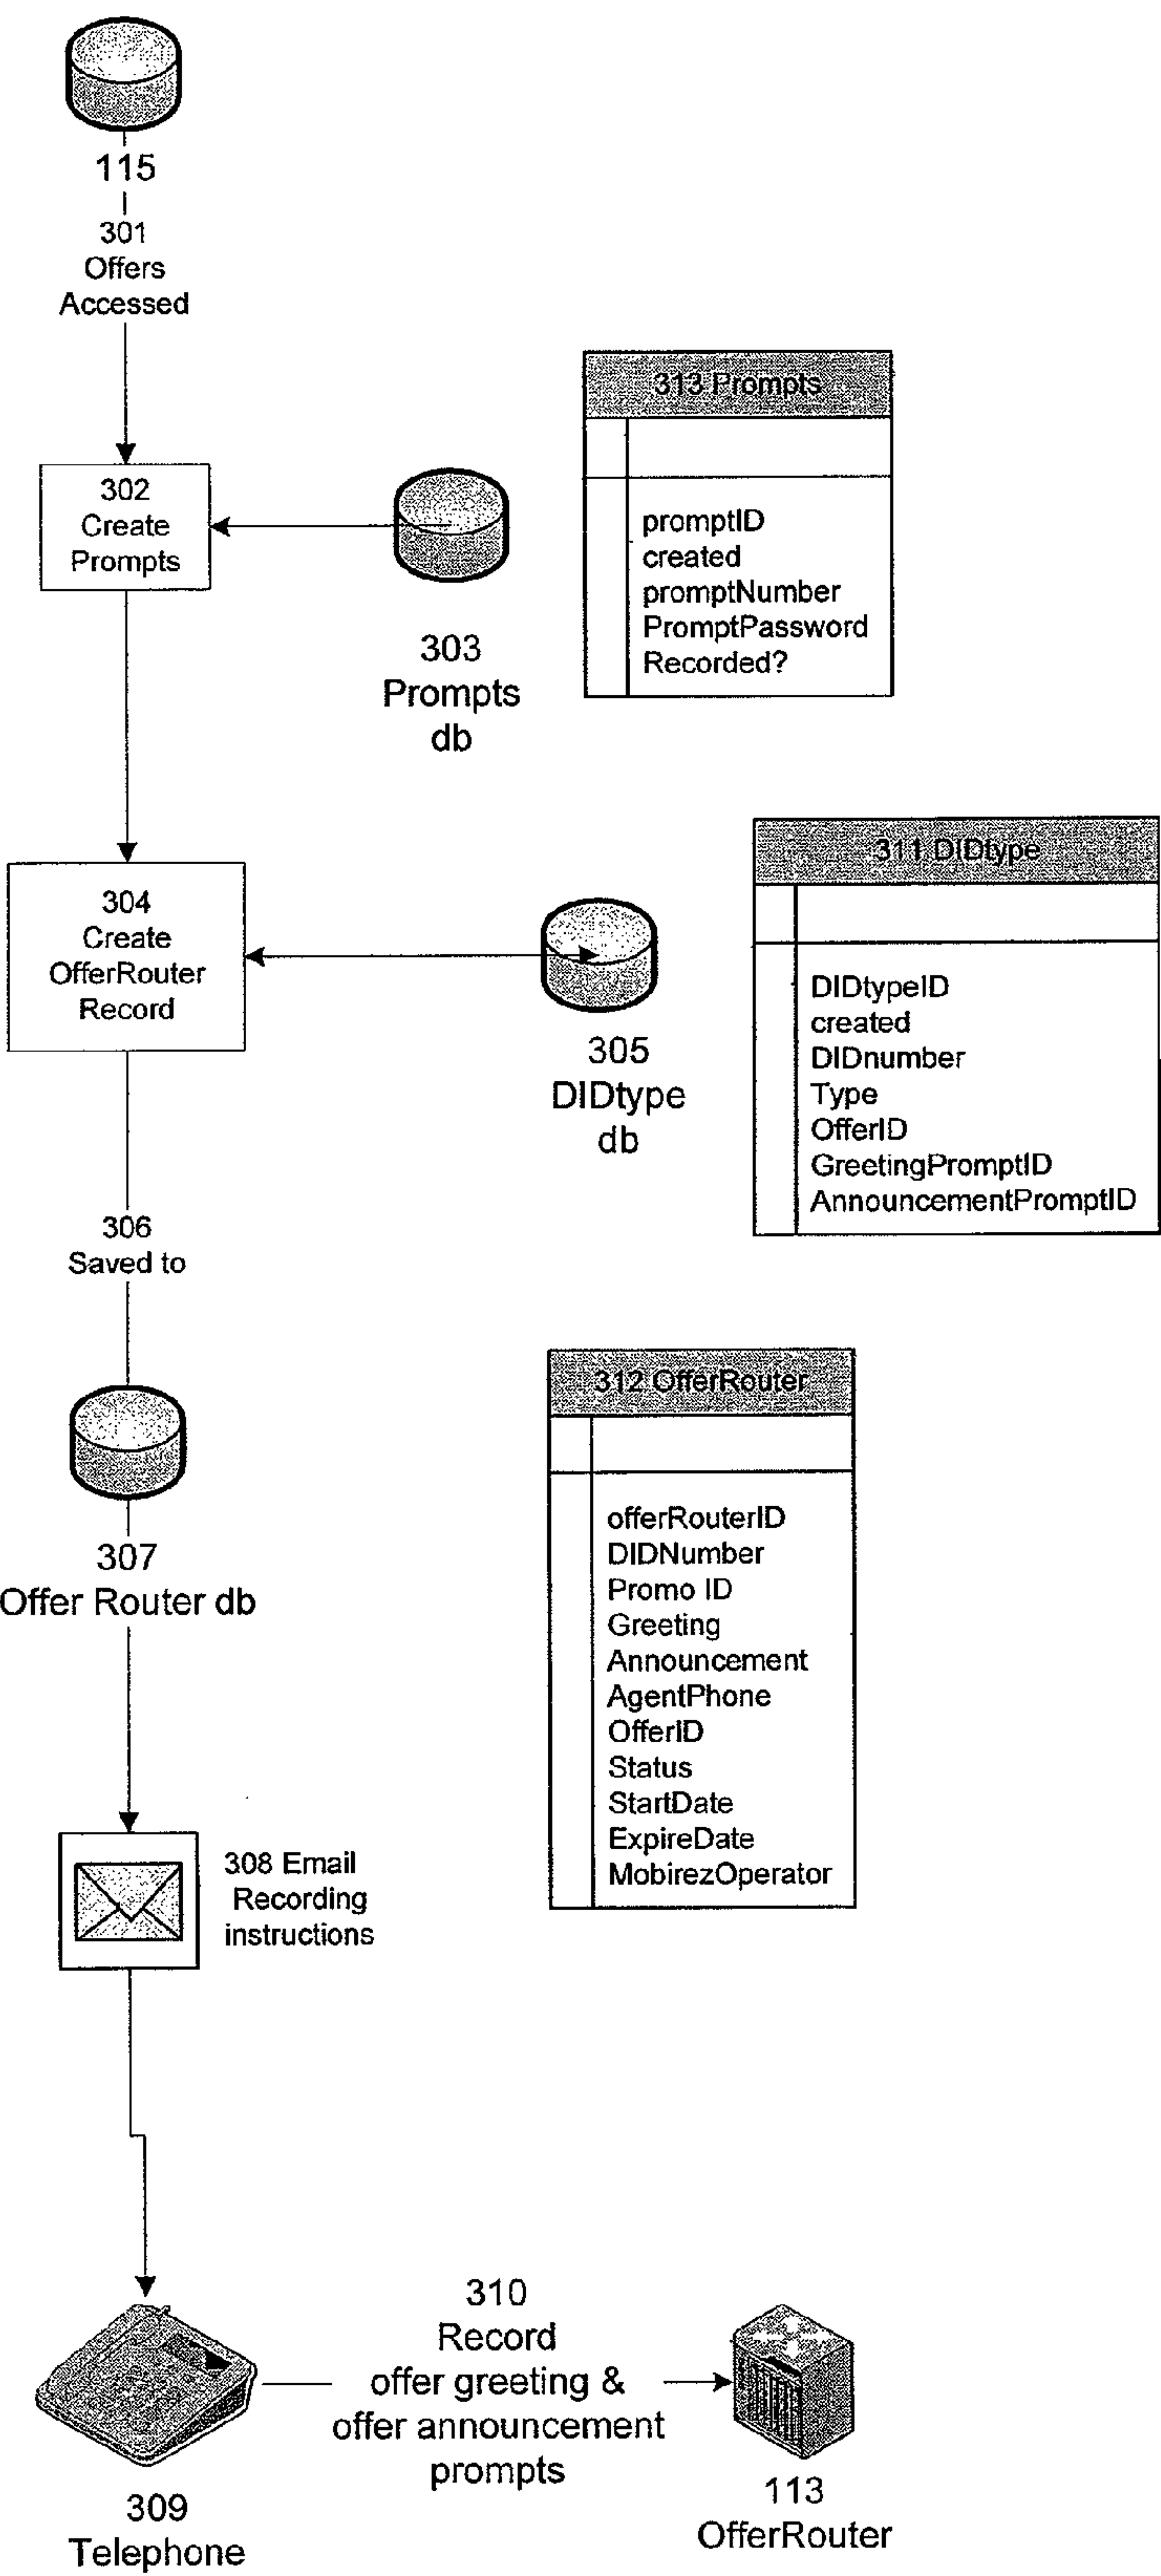 115
301
Offers
Accessed
302
Create
Prompts
303
Prompts
db
313 Prompts
promptID
created
promptNumber
PromptPassword
Recorded?
304
Create
OfferRouter
Record
305
DIDtype
db
311 DIDtype
DIDtypeID
created
DIDnumber
Type
OfferID
GreetingPromptID
AnnouncementPromptID
306
Saved to
307
Offer Router db
312 OfferRouter
offerRouterID
DIDNumber
Promo ID
Greeting
Announcement
AgentPhone
OfferID
Status
StartDate
ExpireDate
MobirezOperator
308 Email
Recording
instructions
309
Telephone
310
Record
offer greeting &
offer announcement
prompts
113
OfferRouter